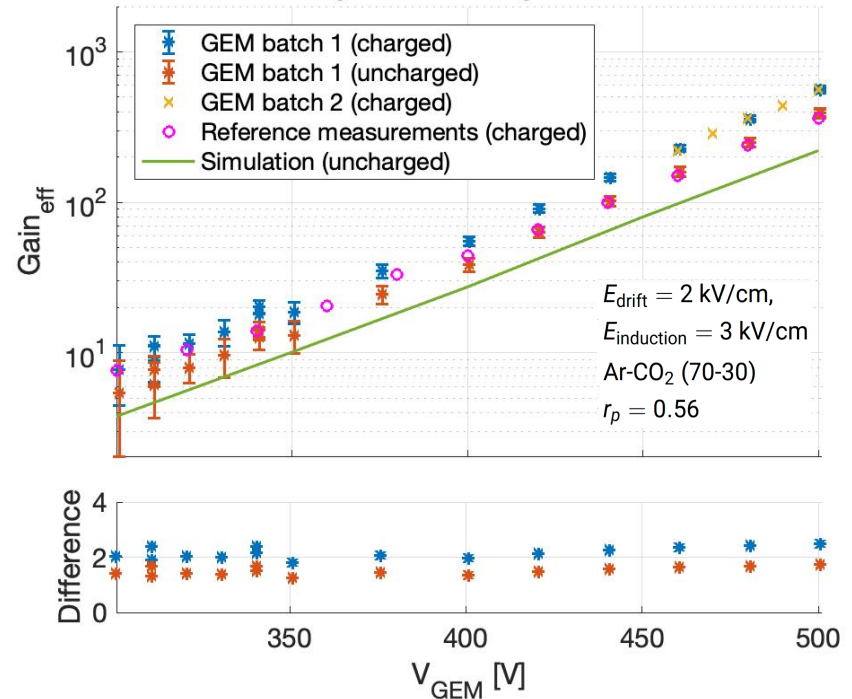 GEM batch 1 (charged)
GEM batch 1 (uncharged)
GEM batch 2 (charged)
Reference measurements (charged)
Simulation (uncharged)
10³
10²
10¹
Gain_eff
E_drift = 2 kV/cm,
E_induction = 3 kV/cm
Ar-CO₂ (70-30)
r_p = 0.56
4
2
0
Difference
350 400 450 500
V_GEM [V]